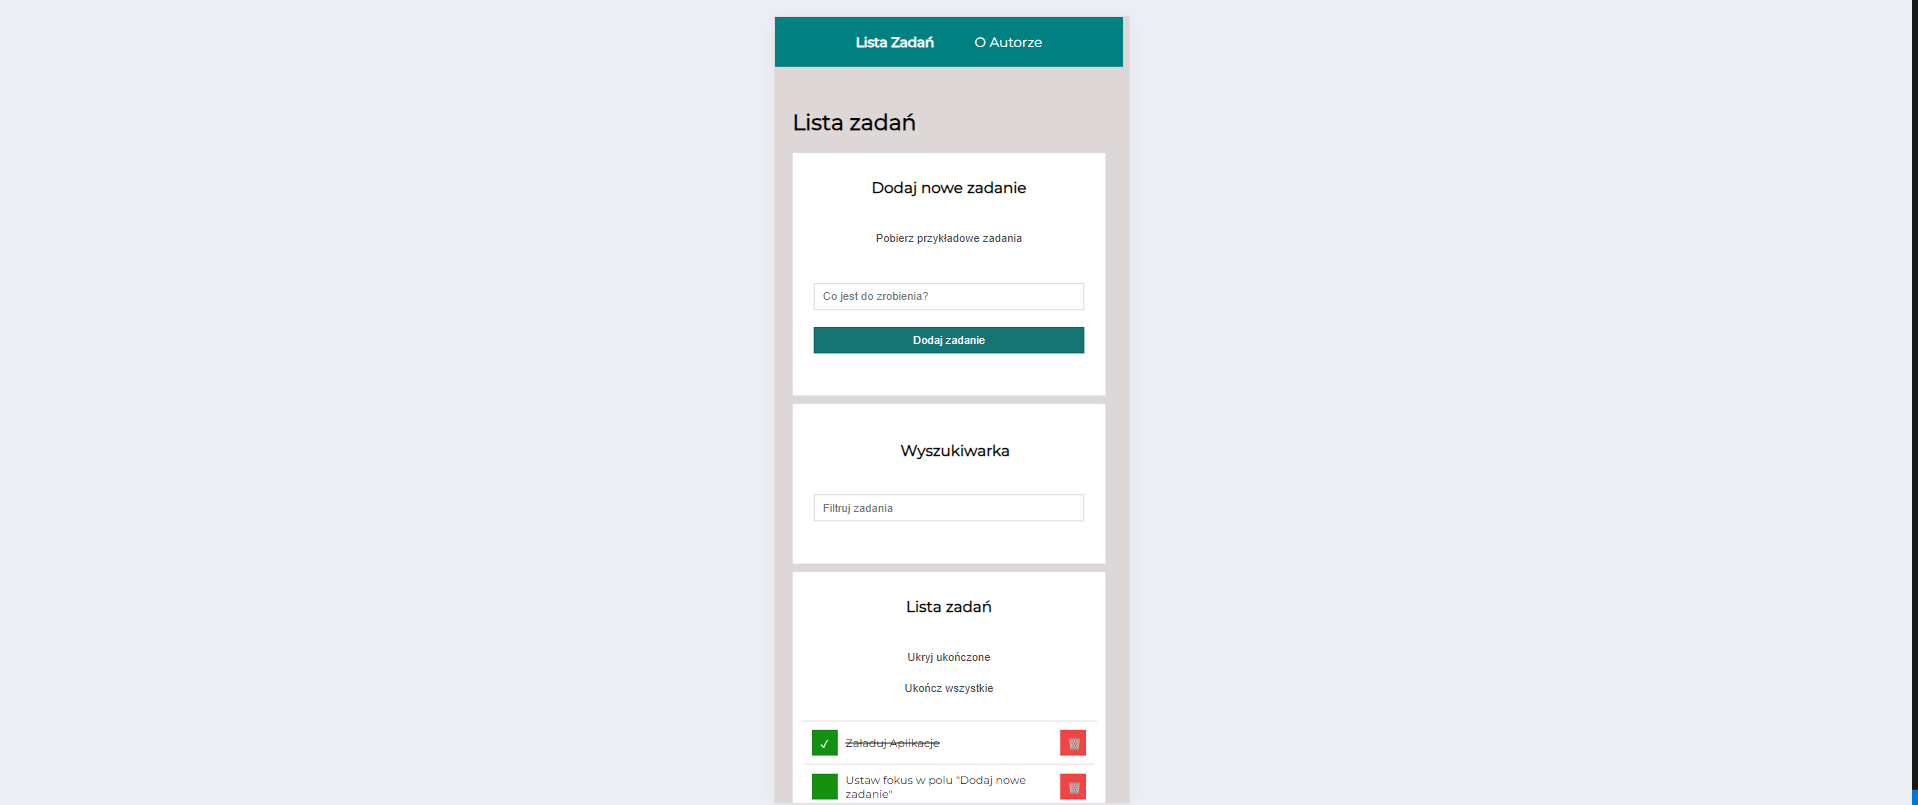 Lista Zadań O Autorze
Lista zadań
Dodaj nowe zadanie
Pobierz przykładowe zadania
Co jest do zrobienia?
Dodaj zadanie
Wyszukiwarka
Filtruj zadania
Lista zadań
Ukryj ukończone
Ukończ wszystkie
Załaduj Aplikacje
Ustaw fokus w polu "Dodaj nowe
zadanie"